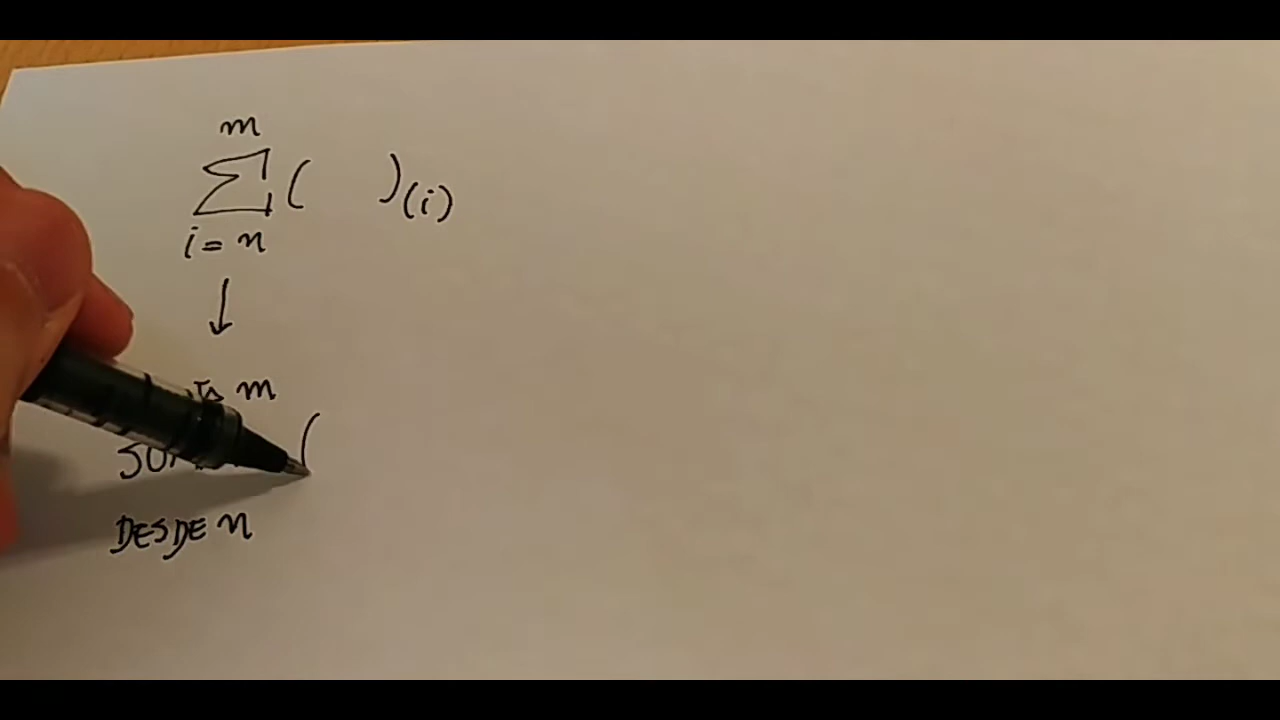 m
∑ ( )(i)
i = n
↓
m
(
DESDE n